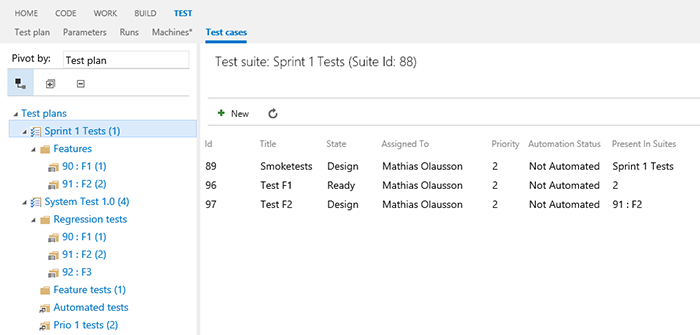 HOME CODE WORK BUILD TEST
Test plan Parameters Runs Machines* Test cases
Pivot by: Test plan
Test suite: Sprint 1 Tests (Suite Id: 88)
New
Test plans
Sprint 1 Tests (1)
Features
90 : F1 (1)
91 : F2 (2)
System Test 1.0 (4)
Regression tests
90 : F1 (1)
91 : F2 (2)
92 : F3
Feature tests (1)
Automated tests
Prio 1 tests (2)
Id Title State Assigned To Priority Automation Status Present In Suites
89 Smoketests Design Mathias Olausson 2 Not Automated Sprint 1 Tests
96 Test F1 Ready Mathias Olausson 2 Not Automated 2
97 Test F2 Design Mathias Olausson 2 Not Automated 91 : F2